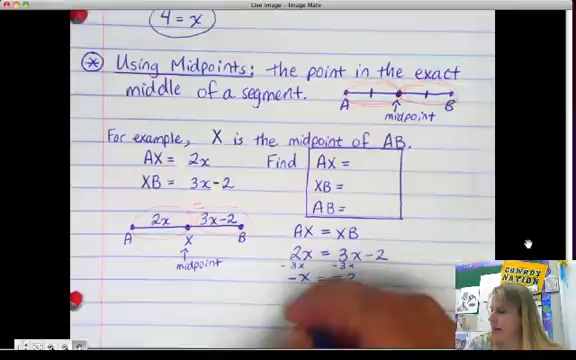 Live Image - Image Mate
4 = x
Using Midpoints: the point in the exact
middle of a segment.
A B
midpoint
For example, X is the midpoint of AB.
AX = 2x Find AX =
XB = 3x-2 XB =
AB =
2x 3x-2
A X B
midpoint
AX = XB
2x = 3x-2
-3x -3x
-x = -2
COWBOY
NATION